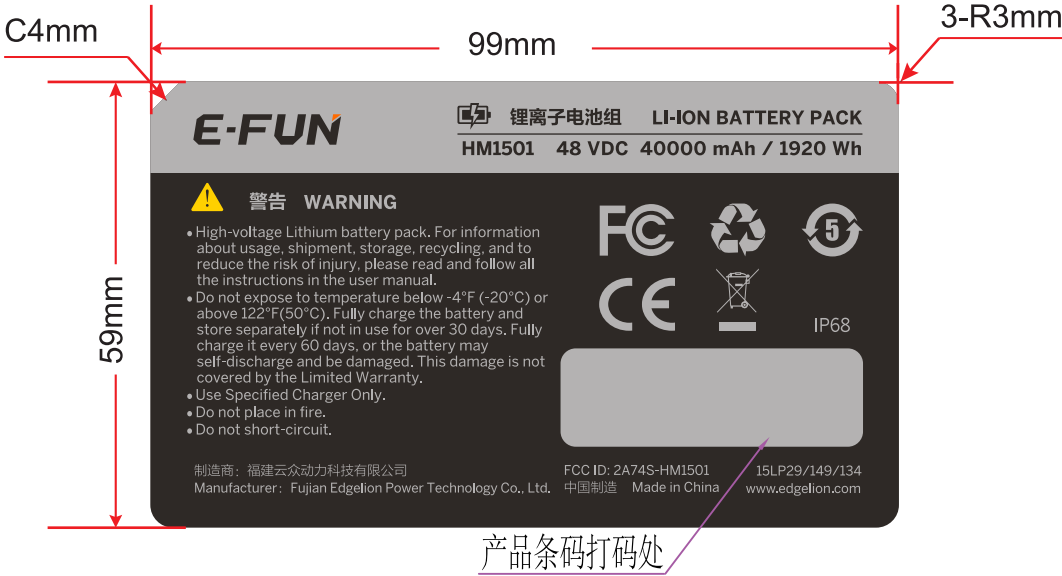 C4mm
99mm
3-R3mm
E-FUN
锂离子电池组 LI-ION BATTERY PACK
HM1501 48 VDC 40000 mAh / 1920 Wh
警告 WARNING
• High-voltage Lithium battery pack. For information
about usage, shipment, storage, recycling, and to
reduce the risk of injury, please read and follow all
the instructions in the user manual.
• Do not expose to temperature below -4°F (-20°C) or
above 122°F(50°C). Fully charge the battery and
store separately if not in use for over 30 days. Fully
charge it every 60 days, or the battery may
self-discharge and be damaged. This damage is not
covered by the Limited Warranty.
• Use Specified Charger Only.
• Do not place in fire.
• Do not short-circuit.
FC
5
CE
IP68
59mm
制造商：福建云众动力科技有限公司
Manufacturer: Fujian Edgelion Power Technology Co., Ltd.
FCC ID: 2A74S-HM1501 15LP29/149/134
中国制造 Made in China www.edgelion.com
产品条码打码处